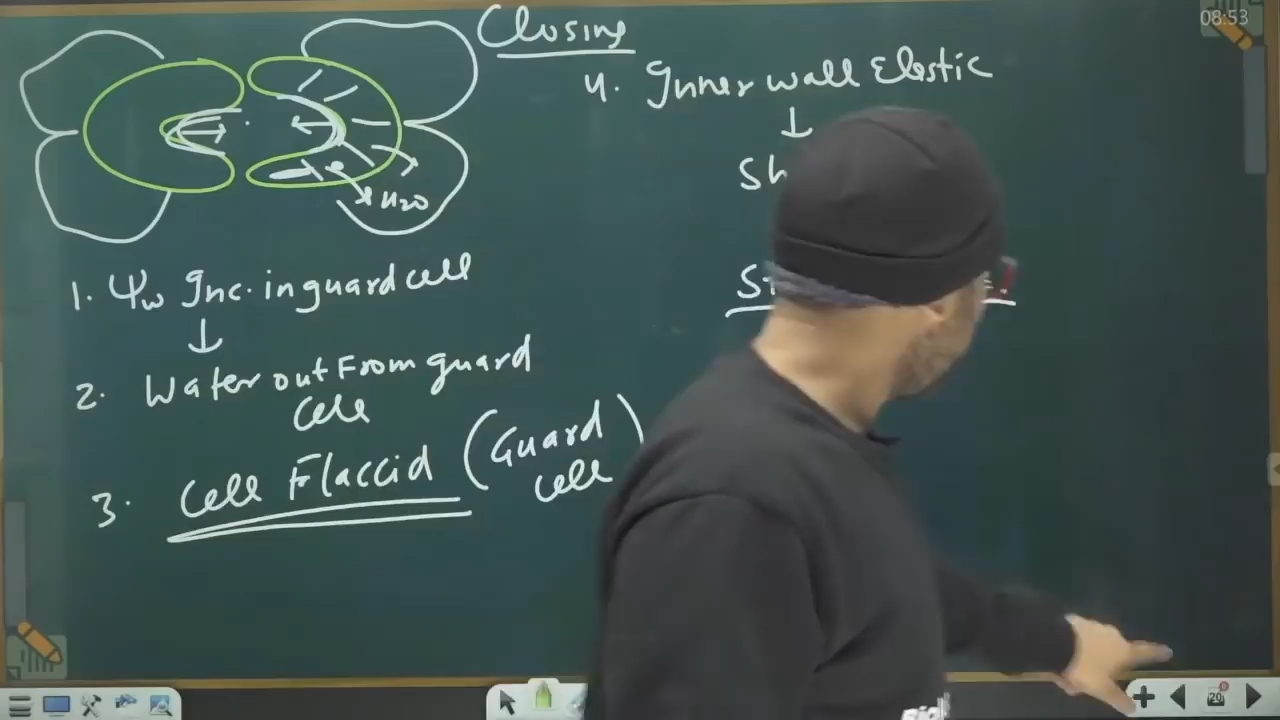 08:53
Closing
H2O
1. Ψw Inc. in guard cell
↓
2. Water out From guard
cell
3. Cell Flaccid (Guard
cell)
4. Inner wall Elastic
↓
20